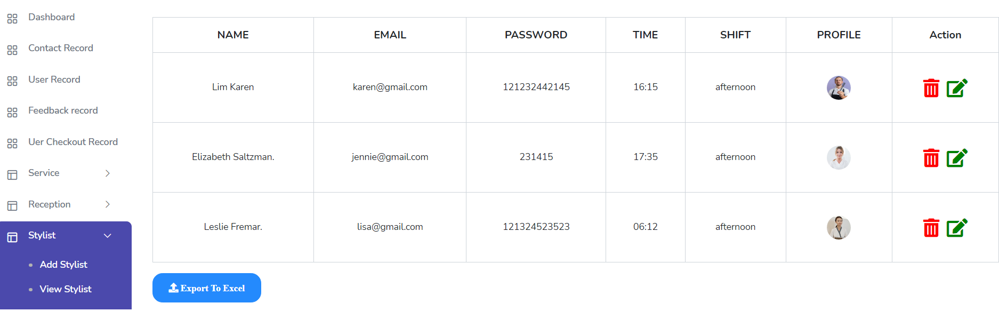 Dashboard
Contact Record
User Record
Feedback record
Uer Checkout Record
Service
Reception
Stylist
Add Stylist
View Stylist
NAME EMAIL PASSWORD TIME SHIFT PROFILE Action
Lim Karen karen@gmail.com 121232442145 16:15 afternoon
Elizabeth Saltzman. jennie@gmail.com 231415 17:35 afternoon
Leslie Fremar. lisa@gmail.com 121324523523 06:12 afternoon
Export To Excel